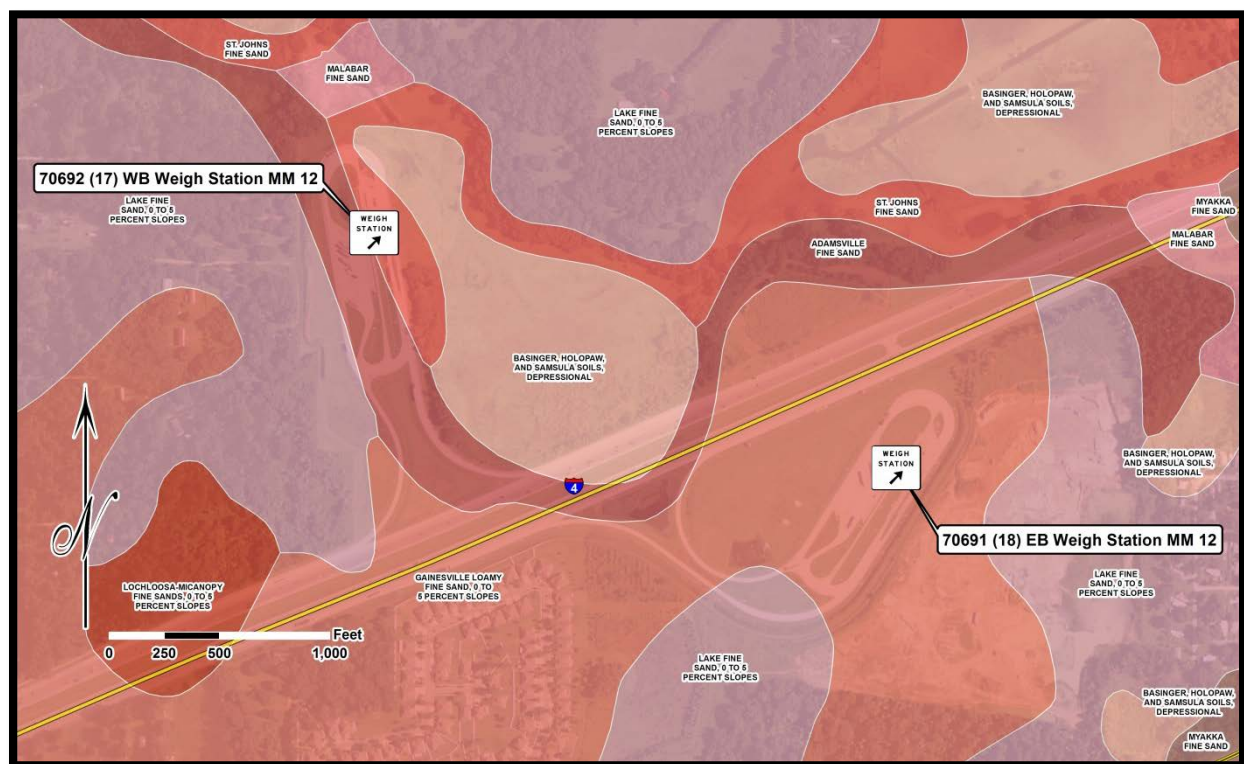 ST. JOHNS
FINE SAND
MALABAR
FINE SAND
LAKE FINE
SAND, 0 TO 5
PERCENT SLOPES
BASINGER, HOLOPAW,
AND SAMSULA SOILS,
DEPRESSIONAL
70692 (17) WB Weigh Station MM 12
LAKE FINE
SAND, 0 TO 5
PERCENT SLOPES
WEIGH
STATION
ST. JOHNS
FINE SAND
MYAKKA
FINE SAND
MALABAR
FINE SAND
ADAMSVILLE
FINE SAND
BASINGER, HOLOPAW,
AND SAMSULA SOILS,
DEPRESSIONAL
WEIGH
STATION
BASINGER, HOLOPAW,
AND SAMSULA SOILS,
DEPRESSIONAL
4
N
70691 (18) EB Weigh Station MM 12
LOCHLOOSA-MICANOPY
FINE SANDS, 0 TO 5
PERCENT SLOPES
GAINESVILLE LOAMY
FINE SAND, 0 TO
5 PERCENT SLOPES
LAKE FINE
SAND, 0 TO 5
PERCENT SLOPES
Feet
0 250 500 1,000
LAKE FINE
SAND, 0 TO 5
PERCENT SLOPES
BASINGER, HOLOPAW,
AND SAMSULA SOILS,
DEPRESSIONAL
MYAKKA
FINE SAND